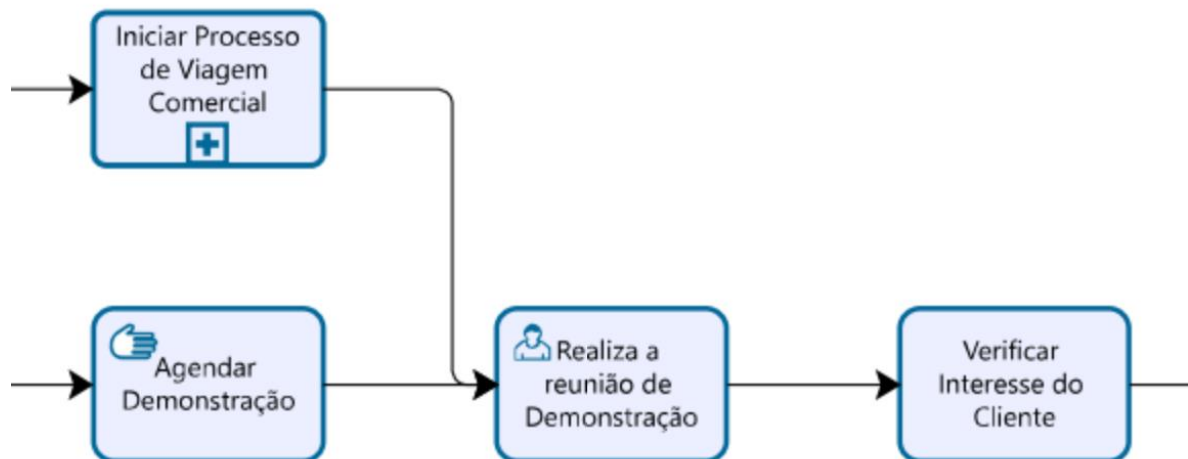 Iniciar Processo
de Viagem
Comercial
Agendar
Demonstração
Realiza a
reunião de
Demonstração
Verificar
Interesse do
Cliente